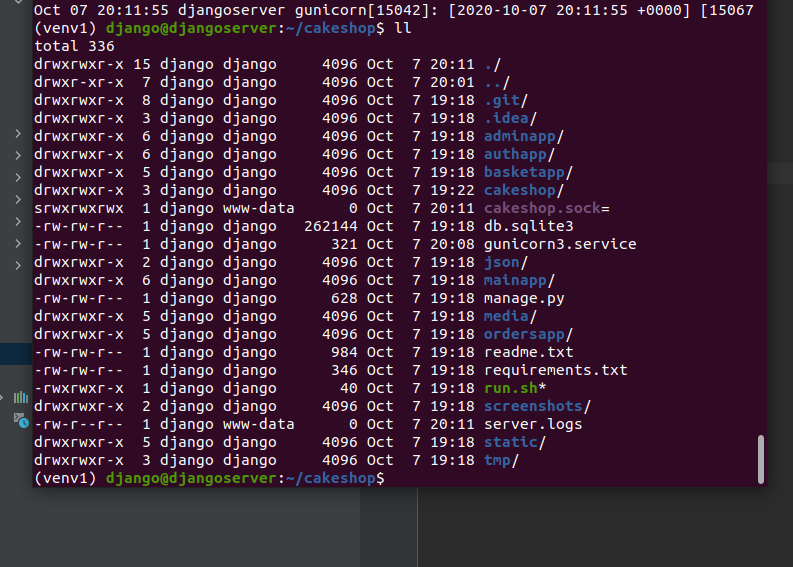 Oct 07 20:11:55 djangoserver gunicorn[15042]: [2020-10-07 20:11:55 +0000] [15067
(venv1) django@djangoserver:~/cakeshop$ ll
total 336
drwxrwxr-x 15 django django   4096 Oct  7 20:11 ./
drwxr-xr-x  7 django django   4096 Oct  7 20:01 ../
drwxrwxr-x  8 django django   4096 Oct  7 19:18 .git/
drwxrwxr-x  3 django django   4096 Oct  7 19:18 .idea/
drwxrwxr-x  6 django django   4096 Oct  7 19:18 adminapp/
drwxrwxr-x  6 django django   4096 Oct  7 19:18 authapp/
drwxrwxr-x  5 django django   4096 Oct  7 19:18 basketapp/
drwxrwxr-x  3 django django   4096 Oct  7 19:22 cakeshop/
srwxrwxrwx  1 django www-data      0 Oct  7 20:11 cakeshop.sock=
-rw-rw-r--  1 django django 262144 Oct  7 19:18 db.sqlite3
-rw-rw-r--  1 django django    321 Oct  7 20:08 gunicorn3.service
drwxrwxr-x  2 django django   4096 Oct  7 19:18 json/
drwxrwxr-x  6 django django   4096 Oct  7 19:18 mainapp/
-rw-rw-r--  1 django django    628 Oct  7 19:18 manage.py
drwxrwxr-x  5 django django   4096 Oct  7 19:18 media/
drwxrwxr-x  5 django django   4096 Oct  7 19:18 ordersapp/
-rw-rw-r--  1 django django    984 Oct  7 19:18 readme.txt
-rw-rw-r--  1 django django    346 Oct  7 19:18 requirements.txt
-rwxrwxr-x  1 django django     40 Oct  7 19:18 run.sh*
drwxrwxr-x  2 django django   4096 Oct  7 19:18 screenshots/
-rw-r--r--  1 django www-data      0 Oct  7 20:11 server.logs
drwxrwxr-x  5 django django   4096 Oct  7 19:18 static/
drwxrwxr-x  3 django django   4096 Oct  7 19:18 tmp/
(venv1) django@djangoserver:~/cakeshop$